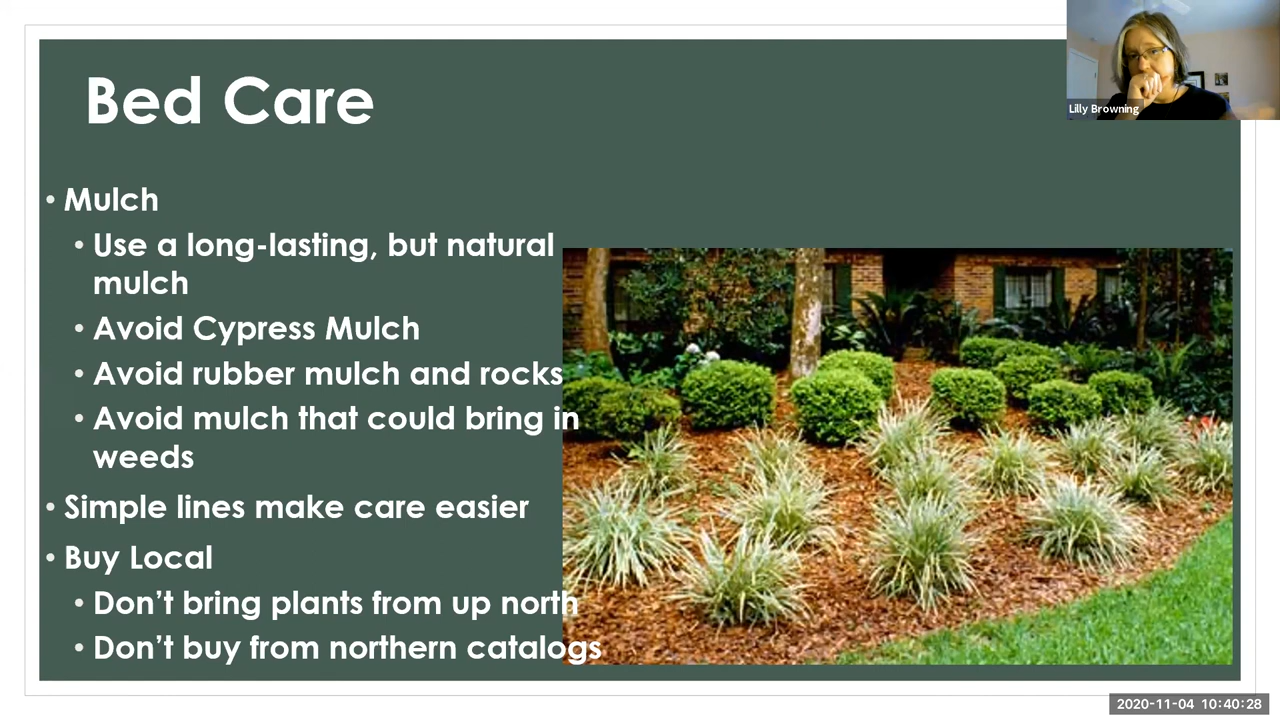 Bed Care
Lilly Browning
• Mulch
• Use a long-lasting, but natural
mulch
• Avoid Cypress Mulch
• Avoid rubber mulch and rocks
• Avoid mulch that could bring in
weeds
• Simple lines make care easier
• Buy Local
• Don’t bring plants from up north
• Don’t buy from northern catalogs
2020-11-04 10:40:28